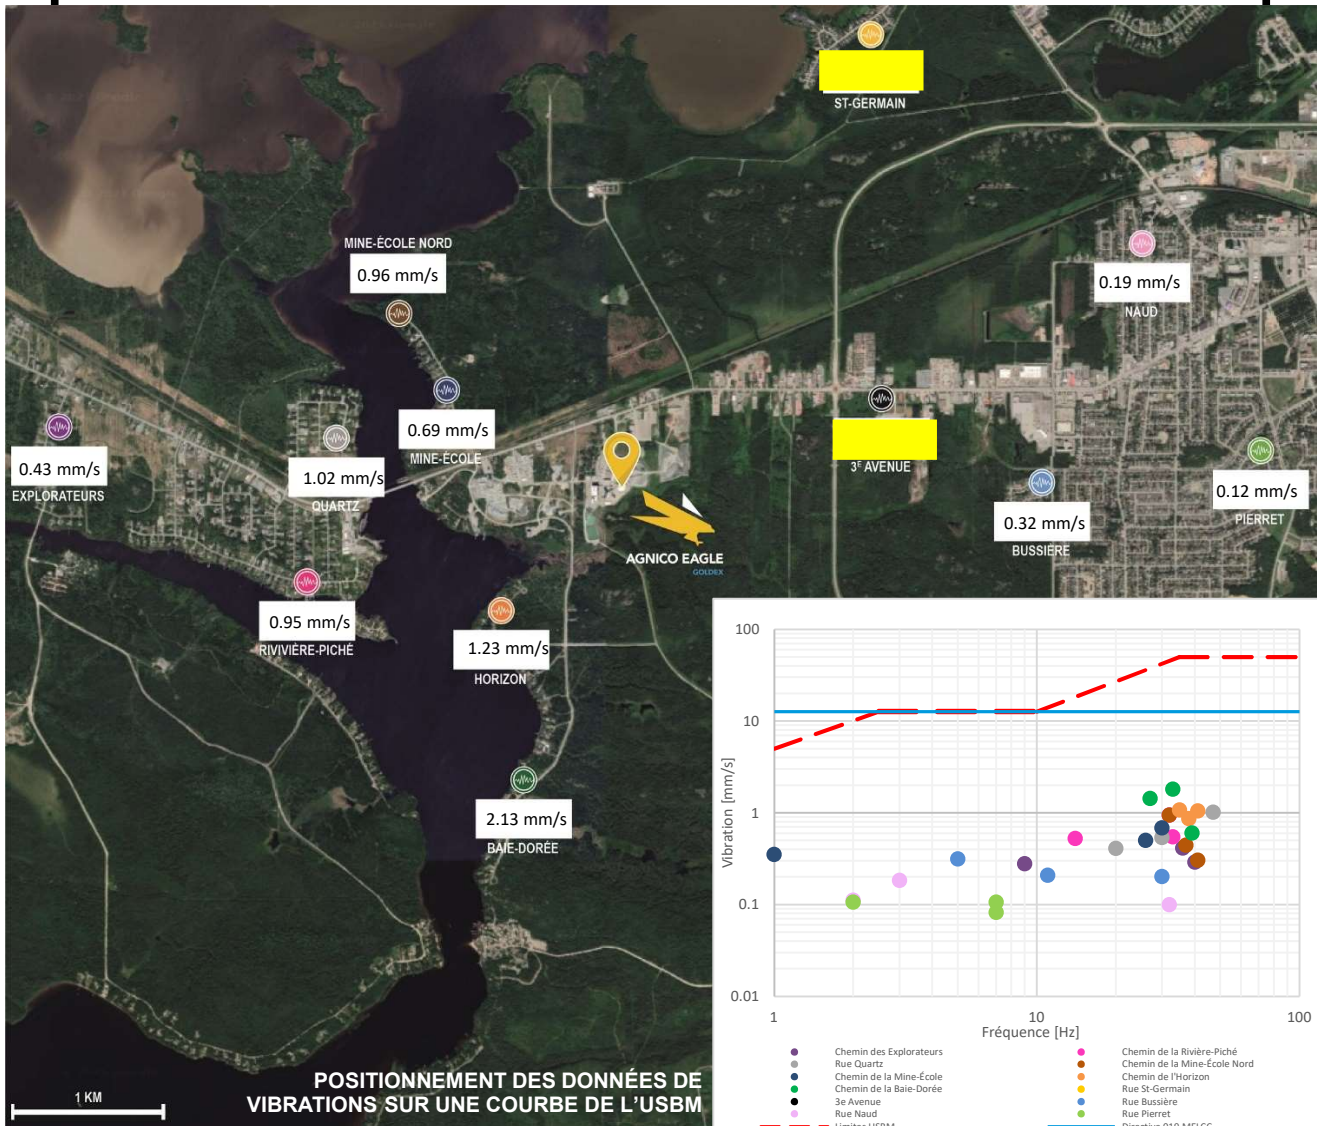 ST-GERMAIN
MINE-ÉCOLE NORD
0.96 mm/s
0.19 mm/s
NAUD
0.69 mm/s
MINE-ÉCOLE
0.43 mm/s
EXPLORATEURS
1.02 mm/s
QUARTZ
3E AVENUE
0.32 mm/s
BUSSIÈRE
0.12 mm/s
PIERRET
AGNICO EAGLE
GOLDEX
0.95 mm/s
RIVIVIÈRE-PICHÉ
1.23 mm/s
HORIZON
2.13 mm/s
BAIE-DORÉE
100
10
1
0.1
0.01
Vibration [mm/s]
1 10 100
Fréquence [Hz]
Chemin des Explorateurs
Chemin de la Rivière-Piché
Rue Quartz
Chemin de la Mine-École Nord
Chemin de la Mine-École
Chemin de l'Horizon
Chemin de la Baie-Dorée
Rue St-Germain
3e Avenue
Rue Bussière
Rue Naud
Rue Pierret
Limites USBM
Directive 019 MELCC
POSITIONNEMENT DES DONNÉES DE
VIBRATIONS SUR UNE COURBE DE L'USBM
1 KM